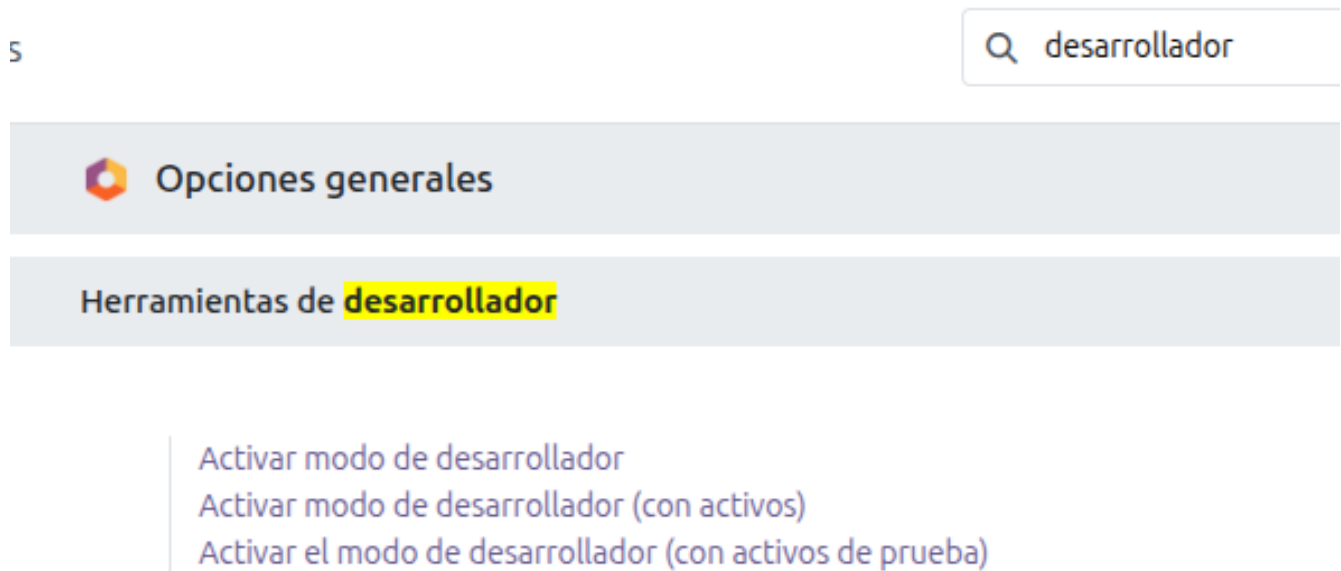 s
desarrollador
Opciones generales
Herramientas de desarrollador
Activar modo de desarrollador
Activar modo de desarrollador (con activos)
Activar el modo de desarrollador (con activos de prueba)